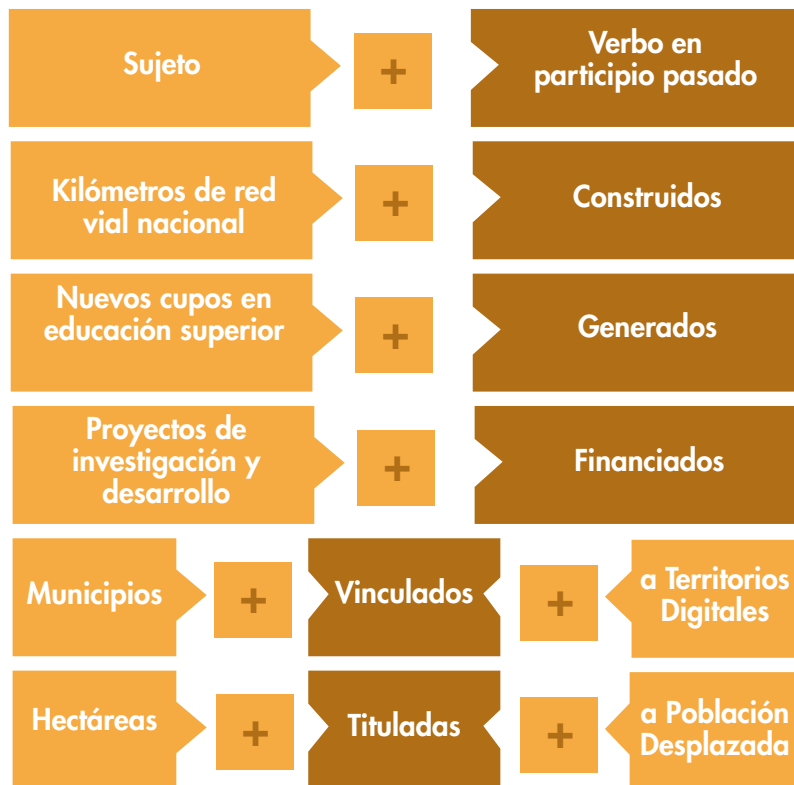 Sujeto
+
Verbo en
participio pasado
Kilómetros de red
vial nacional
+
Construidos
Nuevos cupos en
educación superior
+
Generados
Proyectos de
investigación y
desarrollo
+
Financiados
Municipios
+
Vinculados
+
a Territorios
Digitales
Hectáreas
+
Tituladas
+
a Población
Desplazada